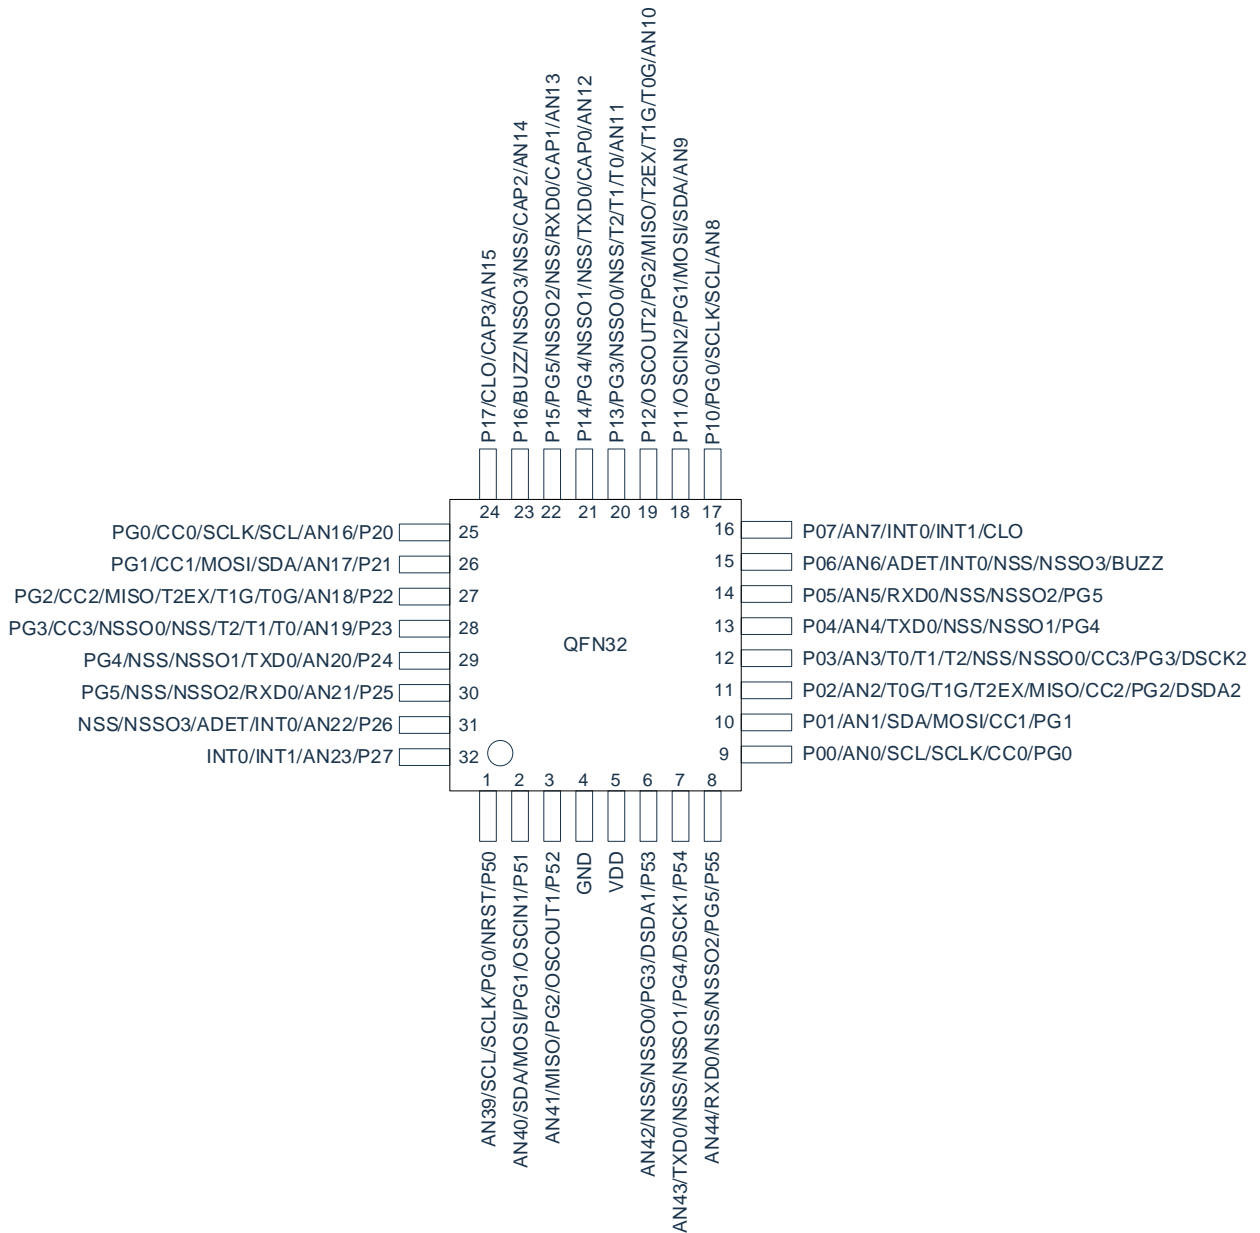 P17/CLO/CAP3/AN15
P16/BUZZ/NSSO3/NSS/CAP2/AN14
P15/PG5/NSSO2/NSS/RXD0/CAP1/AN13
P14/PG4/NSSO1/NSS/TXD0/CAP0/AN12
P13/PG3/NSSO0/NSS/T2/T1/T0/AN11
P12/OSCOUT2/PG2/MISO/T2EX/T1G/T0G/AN10
P11/OSCIN2/PG1/MOSI/SDA/AN9
P10/PG0/SCLK/SCL/AN8
24 23 22 21 20 19 18 17
PG0/CC0/SCLK/SCL/AN16/P20 25
PG1/CC1/MOSI/SDA/AN17/P21 26
PG2/CC2/MISO/T2EX/T1G/T0G/AN18/P22 27
PG3/CC3/NSSO0/NSS/T2/T1/T0/AN19/P23 28
PG4/NSS/NSSO1/TXD0/AN20/P24 29
PG5/NSS/NSSO2/RXD0/AN21/P25 30
NSS/NSSO3/ADET/INT0/AN22/P26 31
INT0/INT1/AN23/P27 32
QFN32
16 P07/AN7/INT0/INT1/CLO
15 P06/AN6/ADET/INT0/NSS/NSSO3/BUZZ
14 P05/AN5/RXD0/NSS/NSSO2/PG5
13 P04/AN4/TXD0/NSS/NSSO1/PG4
12 P03/AN3/T0/T1/T2/NSS/NSSO0/CC3/PG3/DSCK2
11 P02/AN2/T0G/T1G/T2EX/MISO/CC2/PG2/DSDA2
10 P01/AN1/SDA/MOSI/CC1/PG1
9 P00/AN0/SCL/SCLK/CC0/PG0
1 2 3 4 5 6 7 8
AN39/SCL/SCLK/PG0/NRST/P50
AN40/SDA/MOSI/PG1/OSCIN1/P51
AN41/MISO/PG2/OSCOUT1/P52
GND
VDD
AN42/NSS/NSSO0/PG3/DSDA1/P53
AN43/TXD0/NSS/NSSO1/PG4/DSCK1/P54
AN44/RXD0/NSS/NSSO2/PG5/P55